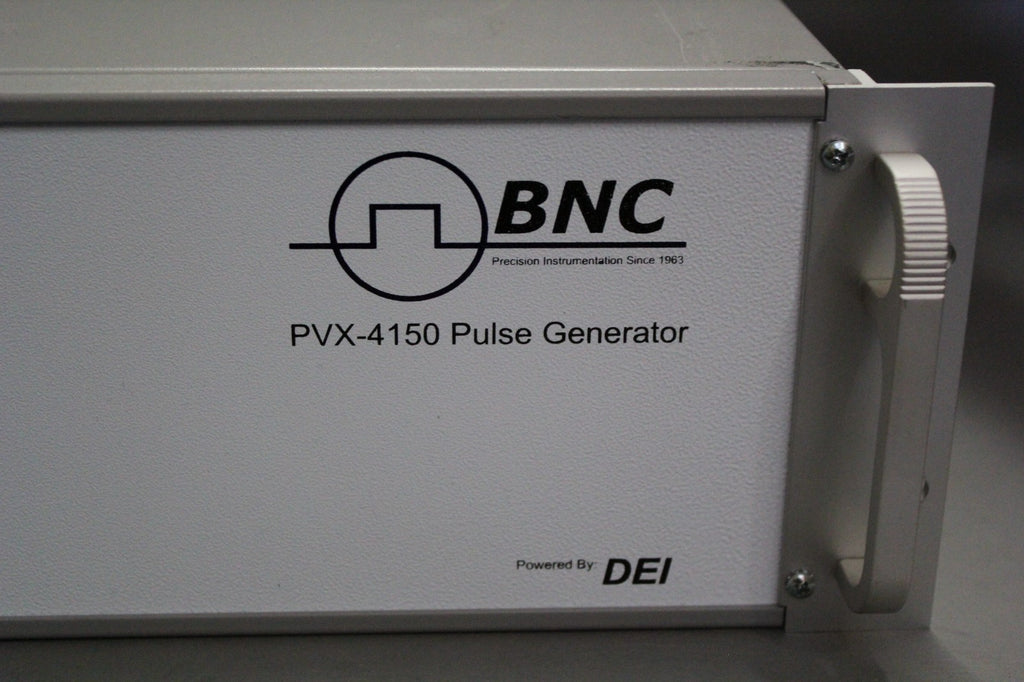 BNC
Precision Instrumentation Since 1963
PVX-4150 Pulse Generator
Powered By: DEI